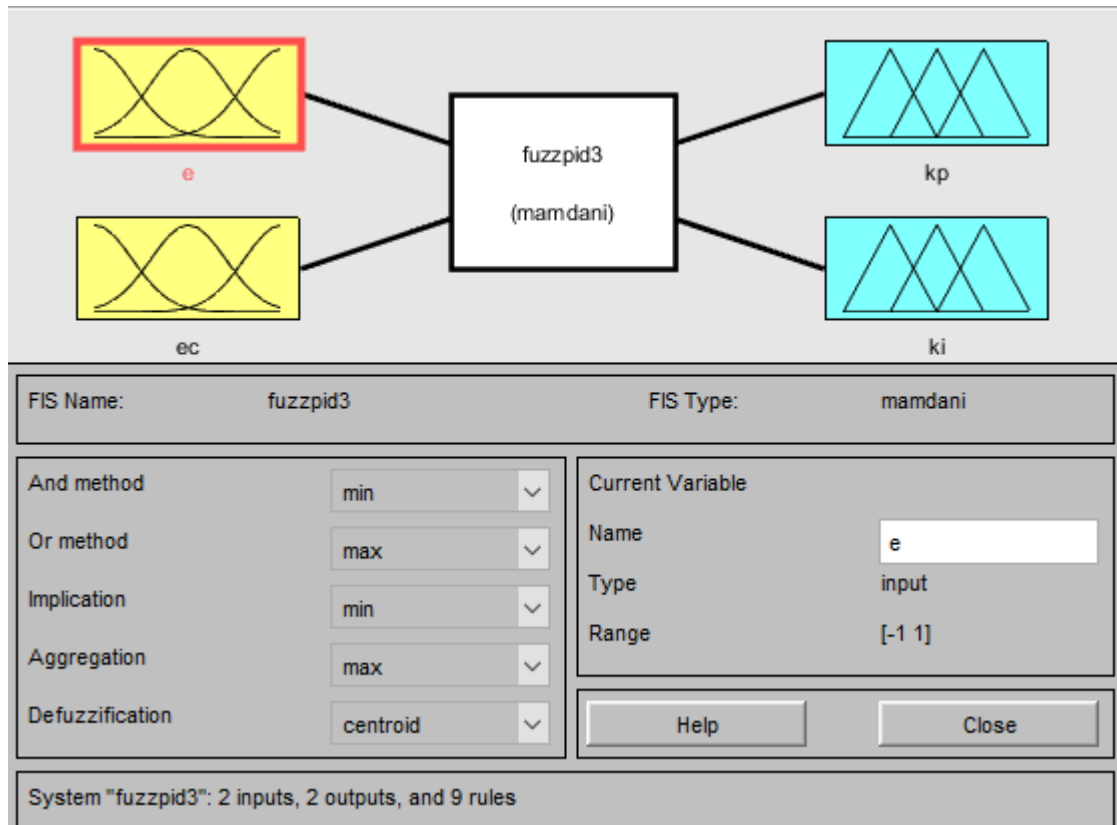 e
ec
fuzzpid3
(mamdani)
kp
ki
FIS Name: fuzzpid3 FIS Type: mamdani
And method min
Or method max
Implication min
Aggregation max
Defuzzification centroid
Current Variable
Name e
Type input
Range [-1 1]
Help Close
System "fuzzpid3": 2 inputs, 2 outputs, and 9 rules